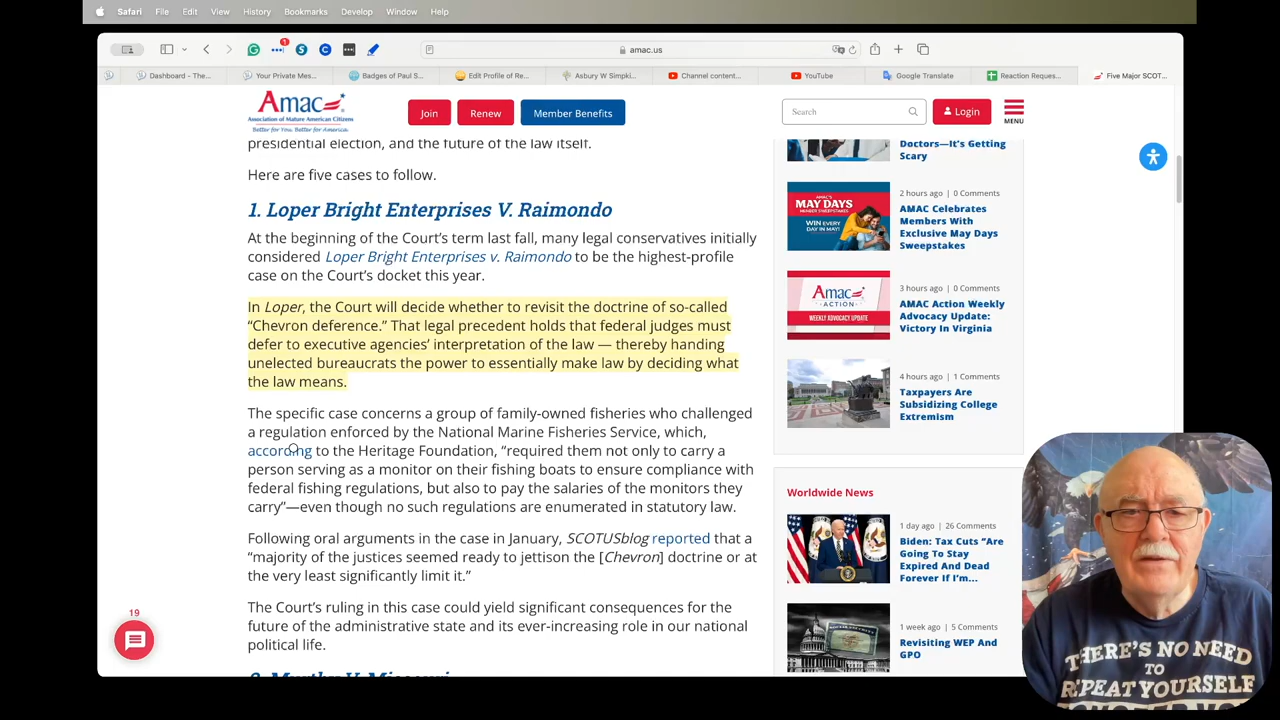 Safari File Edit View History Bookmarks Develop Window Help
1
amac.us
Dashboard - The...
Your Private Mes...
Badges of Paul S...
Edit Profile of Re...
Asbury W Simpki...
Channel content...
YouTube
Google Translate
Reaction Reques...
Five Major SCOT...
Amac
Association of Mature American Citizens
Better for You. Better for America.
Join
Renew
Member Benefits
Search
Login
MENU
presidential election, and the future of the law itself.
Here are five cases to follow.
1. Loper Bright Enterprises V. Raimondo
At the beginning of the Court's term last fall, many legal conservatives initially
considered Loper Bright Enterprises v. Raimondo to be the highest-profile
case on the Court's docket this year.
In Loper, the Court will decide whether to revisit the doctrine of so-called
"Chevron deference." That legal precedent holds that federal judges must
defer to executive agencies' interpretation of the law — thereby handing
unelected bureaucrats the power to essentially make law by deciding what
the law means.
The specific case concerns a group of family-owned fisheries who challenged
a regulation enforced by the National Marine Fisheries Service, which,
according to the Heritage Foundation, "required them not only to carry a
person serving as a monitor on their fishing boats to ensure compliance with
federal fishing regulations, but also to pay the salaries of the monitors they
carry"—even though no such regulations are enumerated in statutory law.
Following oral arguments in the case in January, SCOTUSblog reported that a
"majority of the justices seemed ready to jettison the [Chevron] doctrine or at
the very least significantly limit it."
The Court's ruling in this case could yield significant consequences for the
future of the administrative state and its ever-increasing role in our national
political life.
Doctors—It's Getting
Scary
2 hours ago | 0 Comments
AMAC Celebrates
Members With
Exclusive May Days
Sweepstakes
MAY DAYS
WIN EVERY
DAY IN MAY!
3 hours ago | 0 Comments
AMAC Action Weekly
Advocacy Update:
Victory In Virginia
Amac
ACTION
WEEKLY
ADVOCACY UPDATE
4 hours ago | 1 Comments
Taxpayers Are
Subsidizing College
Extremism
Worldwide News
1 day ago | 26 Comments
Biden: Tax Cuts "Are
Going To Stay
Expired And Dead
Forever If I'm...
1 week ago | 5 Comments
Revisiting WEP And
GPO
19
THERE'S NO NEED
TO
REPEAT YOURSELF